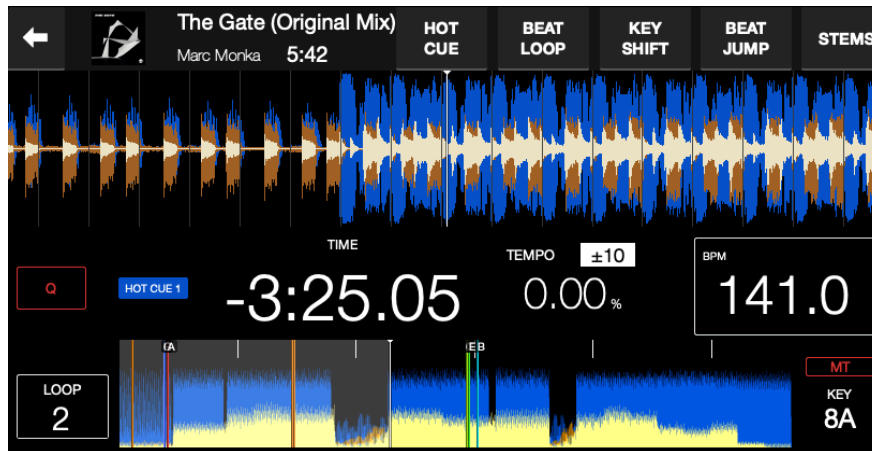 The Gate (Original Mix)
Marc Monka 5:42
HOT CUE
BEAT LOOP
KEY SHIFT
BEAT JUMP
STEMS
TIME
TEMPO ±10
BPM
Q
HOT CUE 1
-3:25.05
0.00%
141.0
A
E B
MT
LOOP
2
KEY
8A